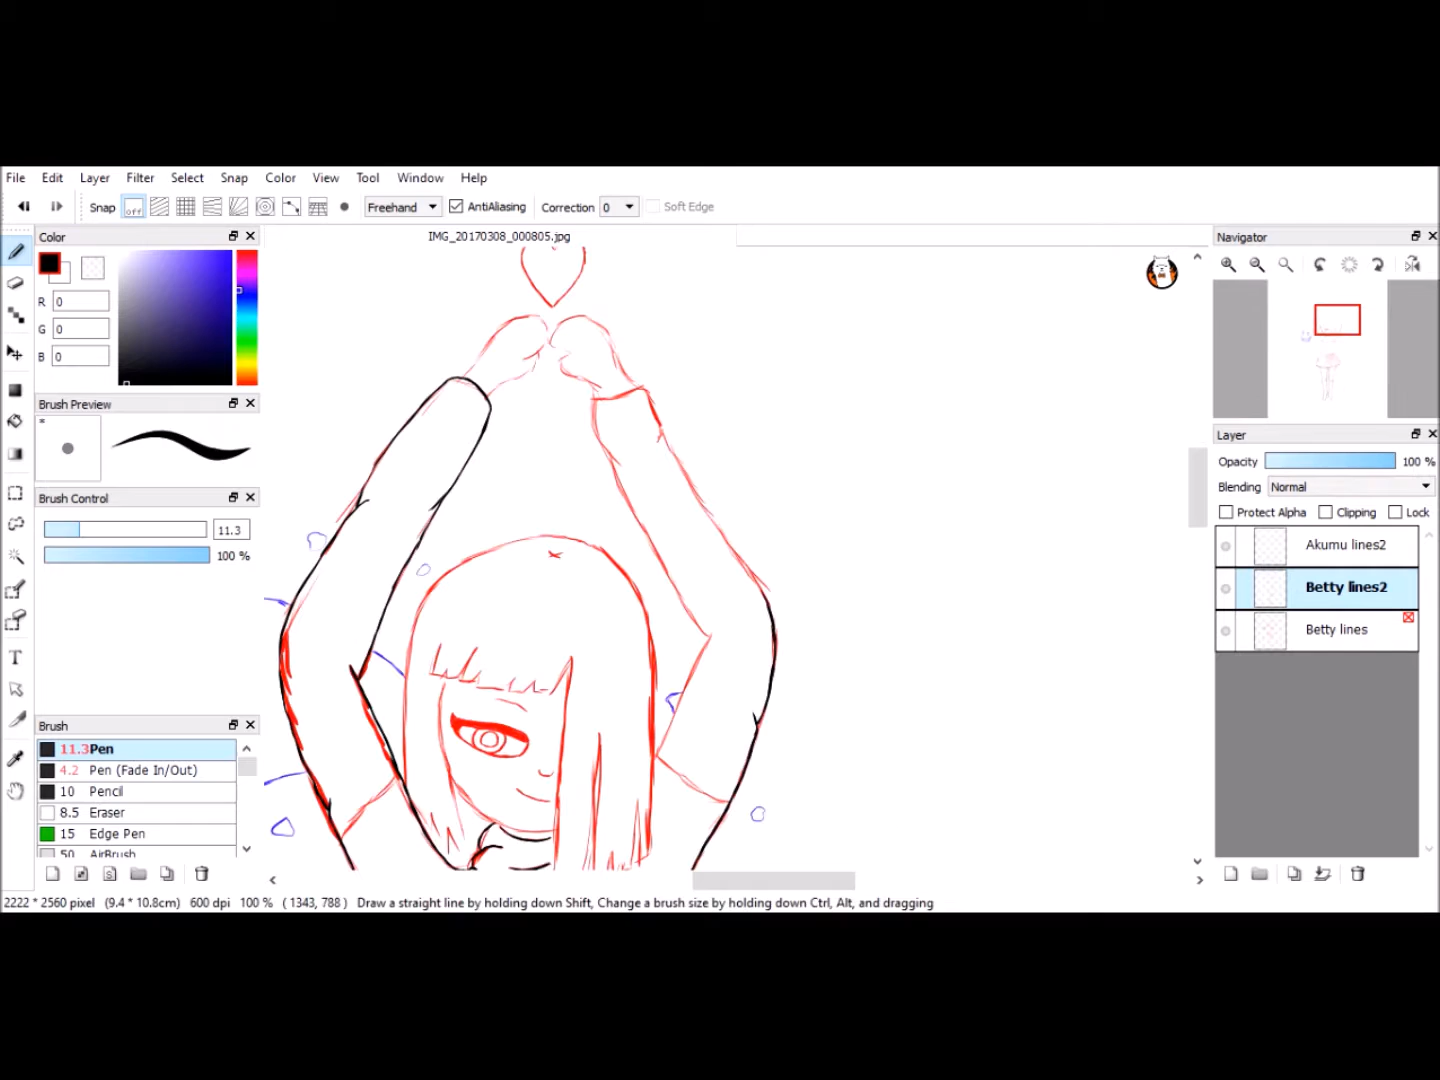 File Edit Layer Filter Select Snap Color View Tool Window Help
Snap off Freehand AntiAliasing Correction 0 Soft Edge
Color
IMG_20170308_000805.jpg
Navigator
R 0
G 0
B 0
Brush Preview
*
Layer
Opacity 100 %
Blending Normal
Protect Alpha Clipping Lock
Brush Control
11.3
100 %
Akumu lines2
Betty lines2
Betty lines
Brush
11.3 Pen
4.2 Pen (Fade In/Out)
10 Pencil
8.5 Eraser
15 Edge Pen
50 AirBrush
S
2222 * 2560 pixel (9.4 * 10.8cm) 600 dpi 100 % ( 1343, 788 ) Draw a straight line by holding down Shift, Change a brush size by holding down Ctrl, Alt, and dragging